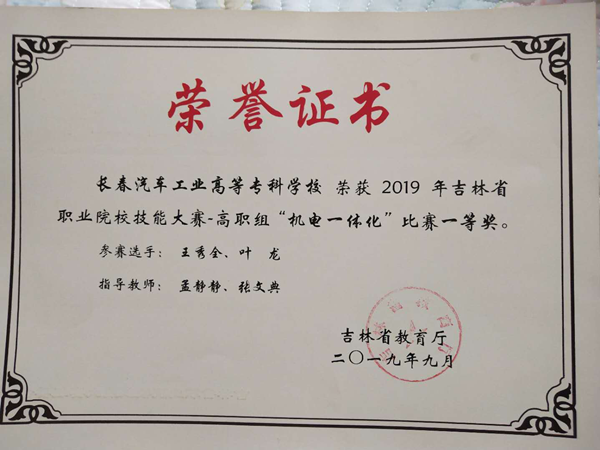 荣誉证书
长春汽车工业高等专科学校 荣获 2019 年吉林省
职业院校技能大赛-高职组“机电一体化”比赛一等奖。
参赛选手：王秀全、叶 龙
指导教师：孟静静、张文典
吉林省教育厅
二〇一九年九月